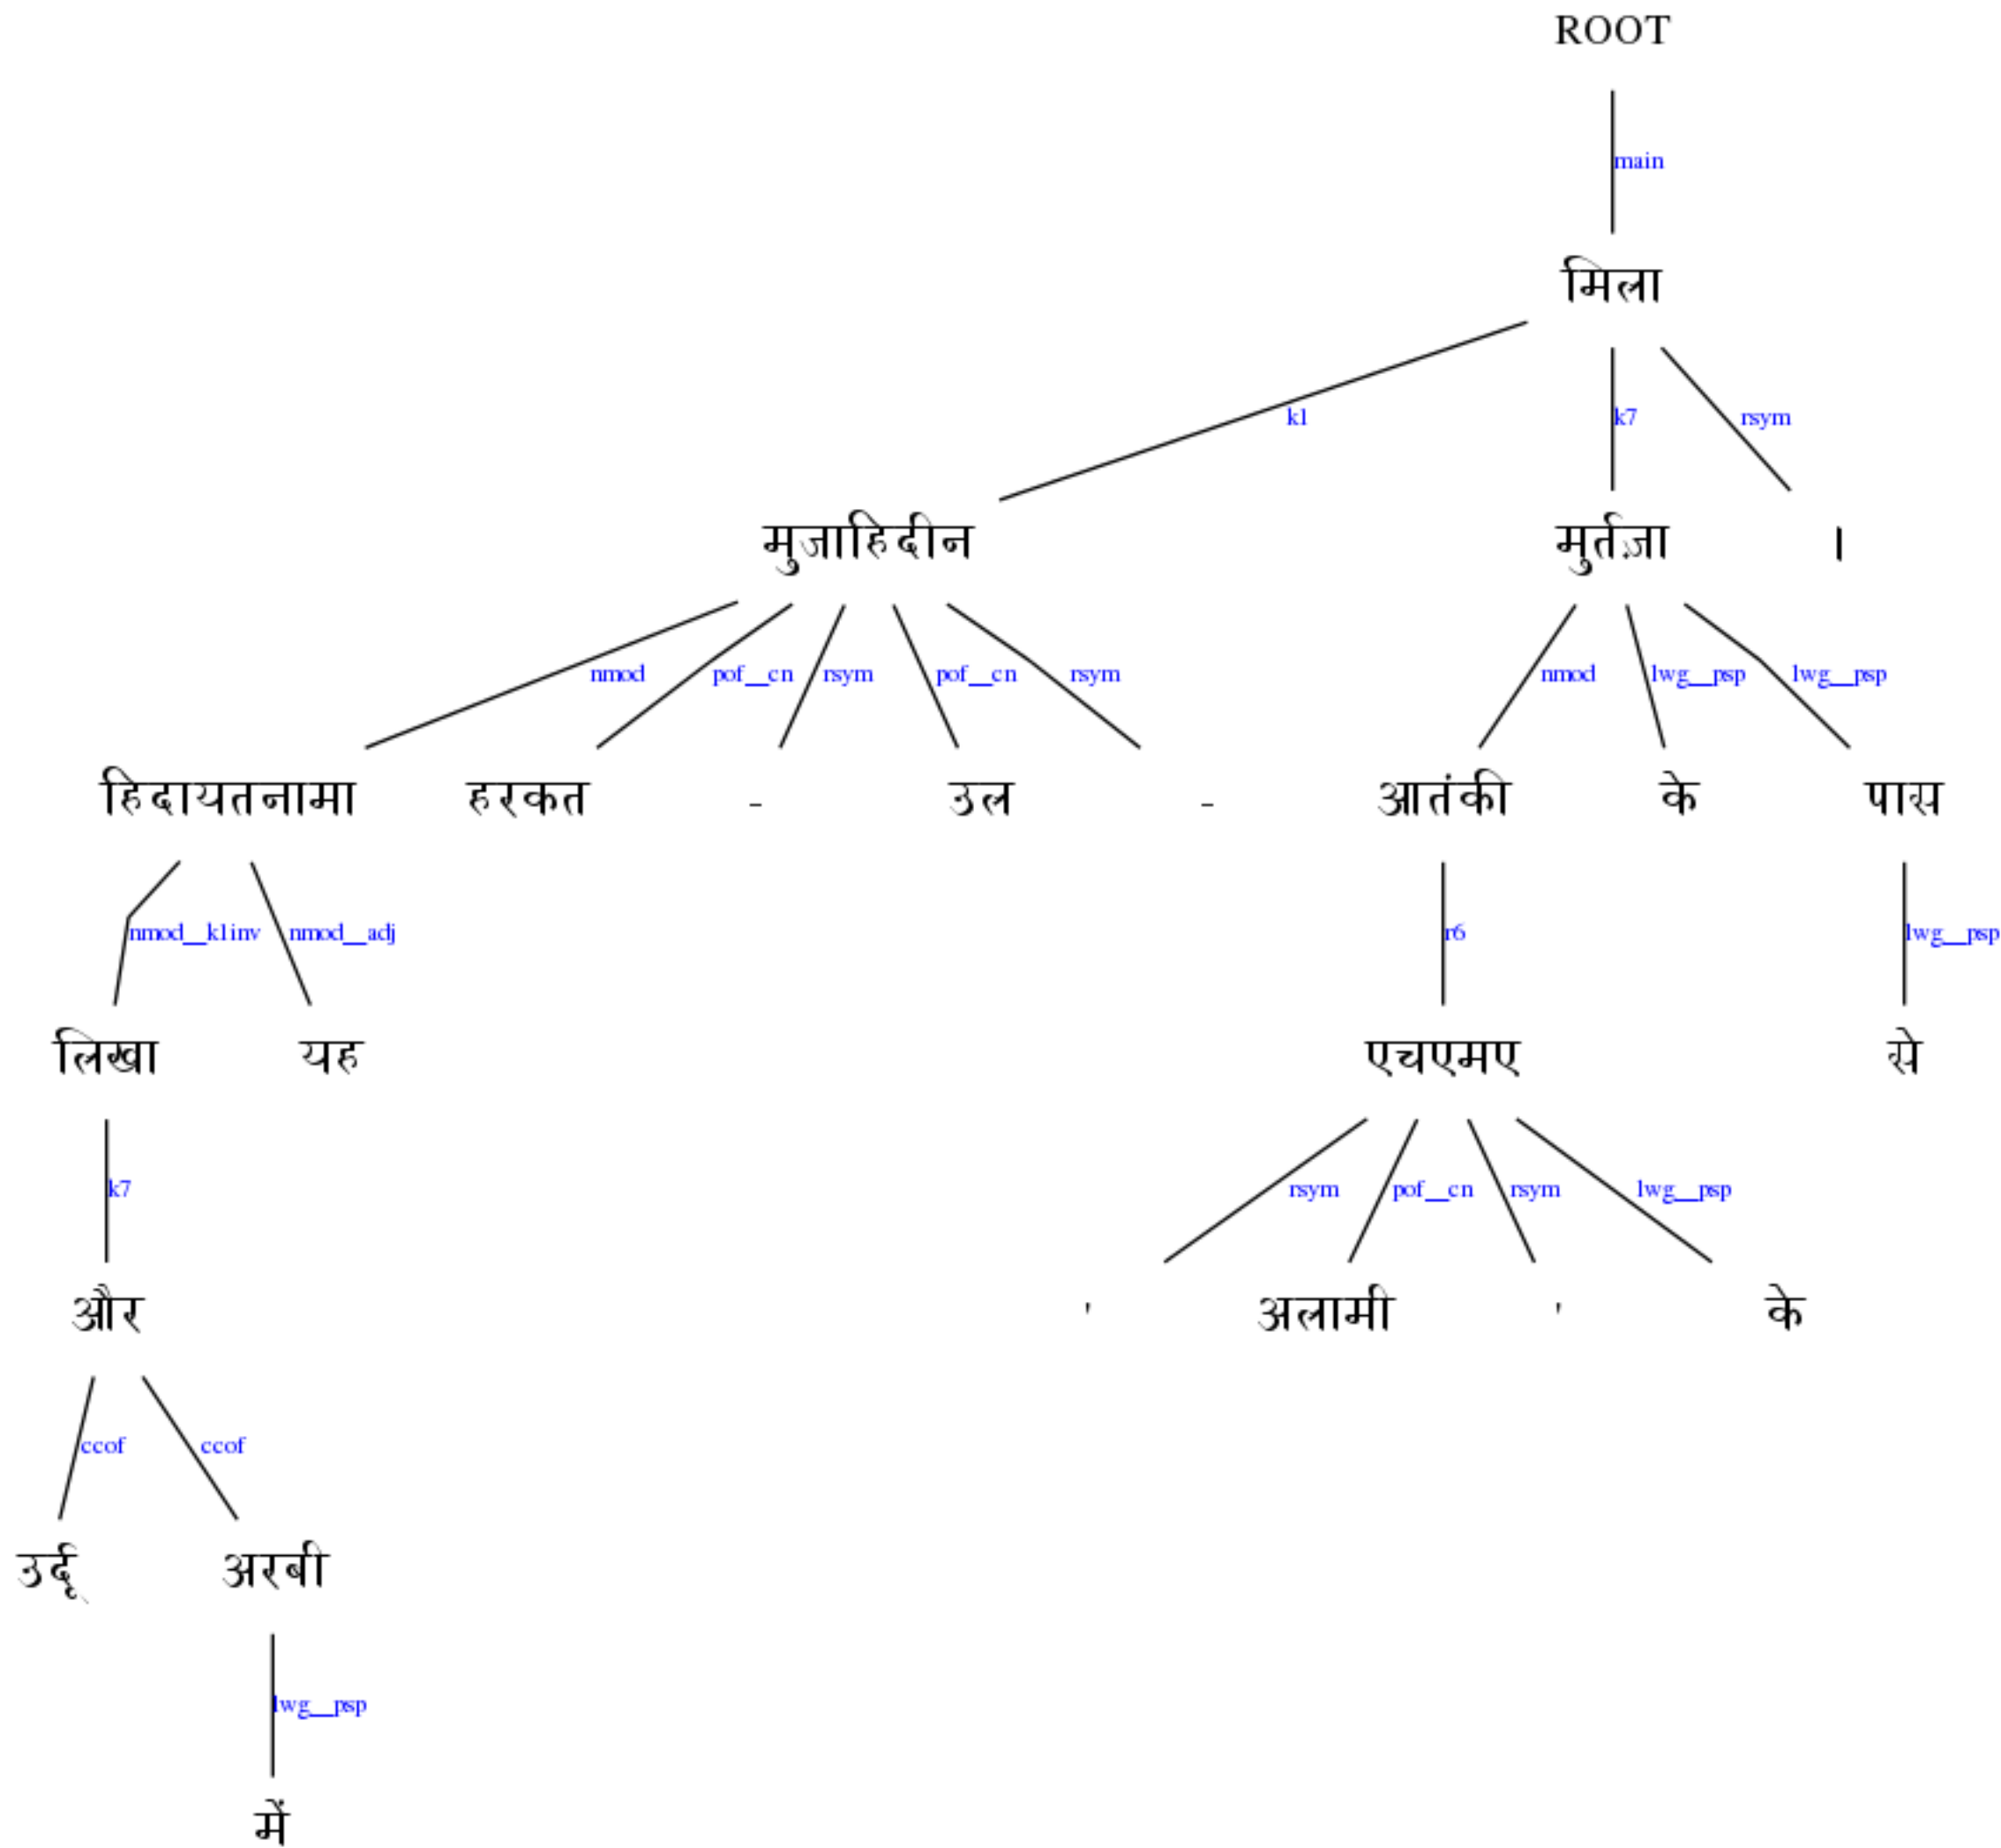 ROOT
main
मिला
k1 k7 rsym
मुजाहिदीन मुर्तज़ा ।
nmod pof__cn rsym pof__cn rsym nmod lwg__psp lwg__psp
हिदायतनामा हरकत - उल - आतंकी के पास
nmod__k1inv nmod__adj r6 lwg__psp
लिखा यह एचएमए से
k7 rsym pof__cn rsym lwg__psp
और ' अलामी ' के
ccof ccof
उर्दू अरबी
lwg__psp
में